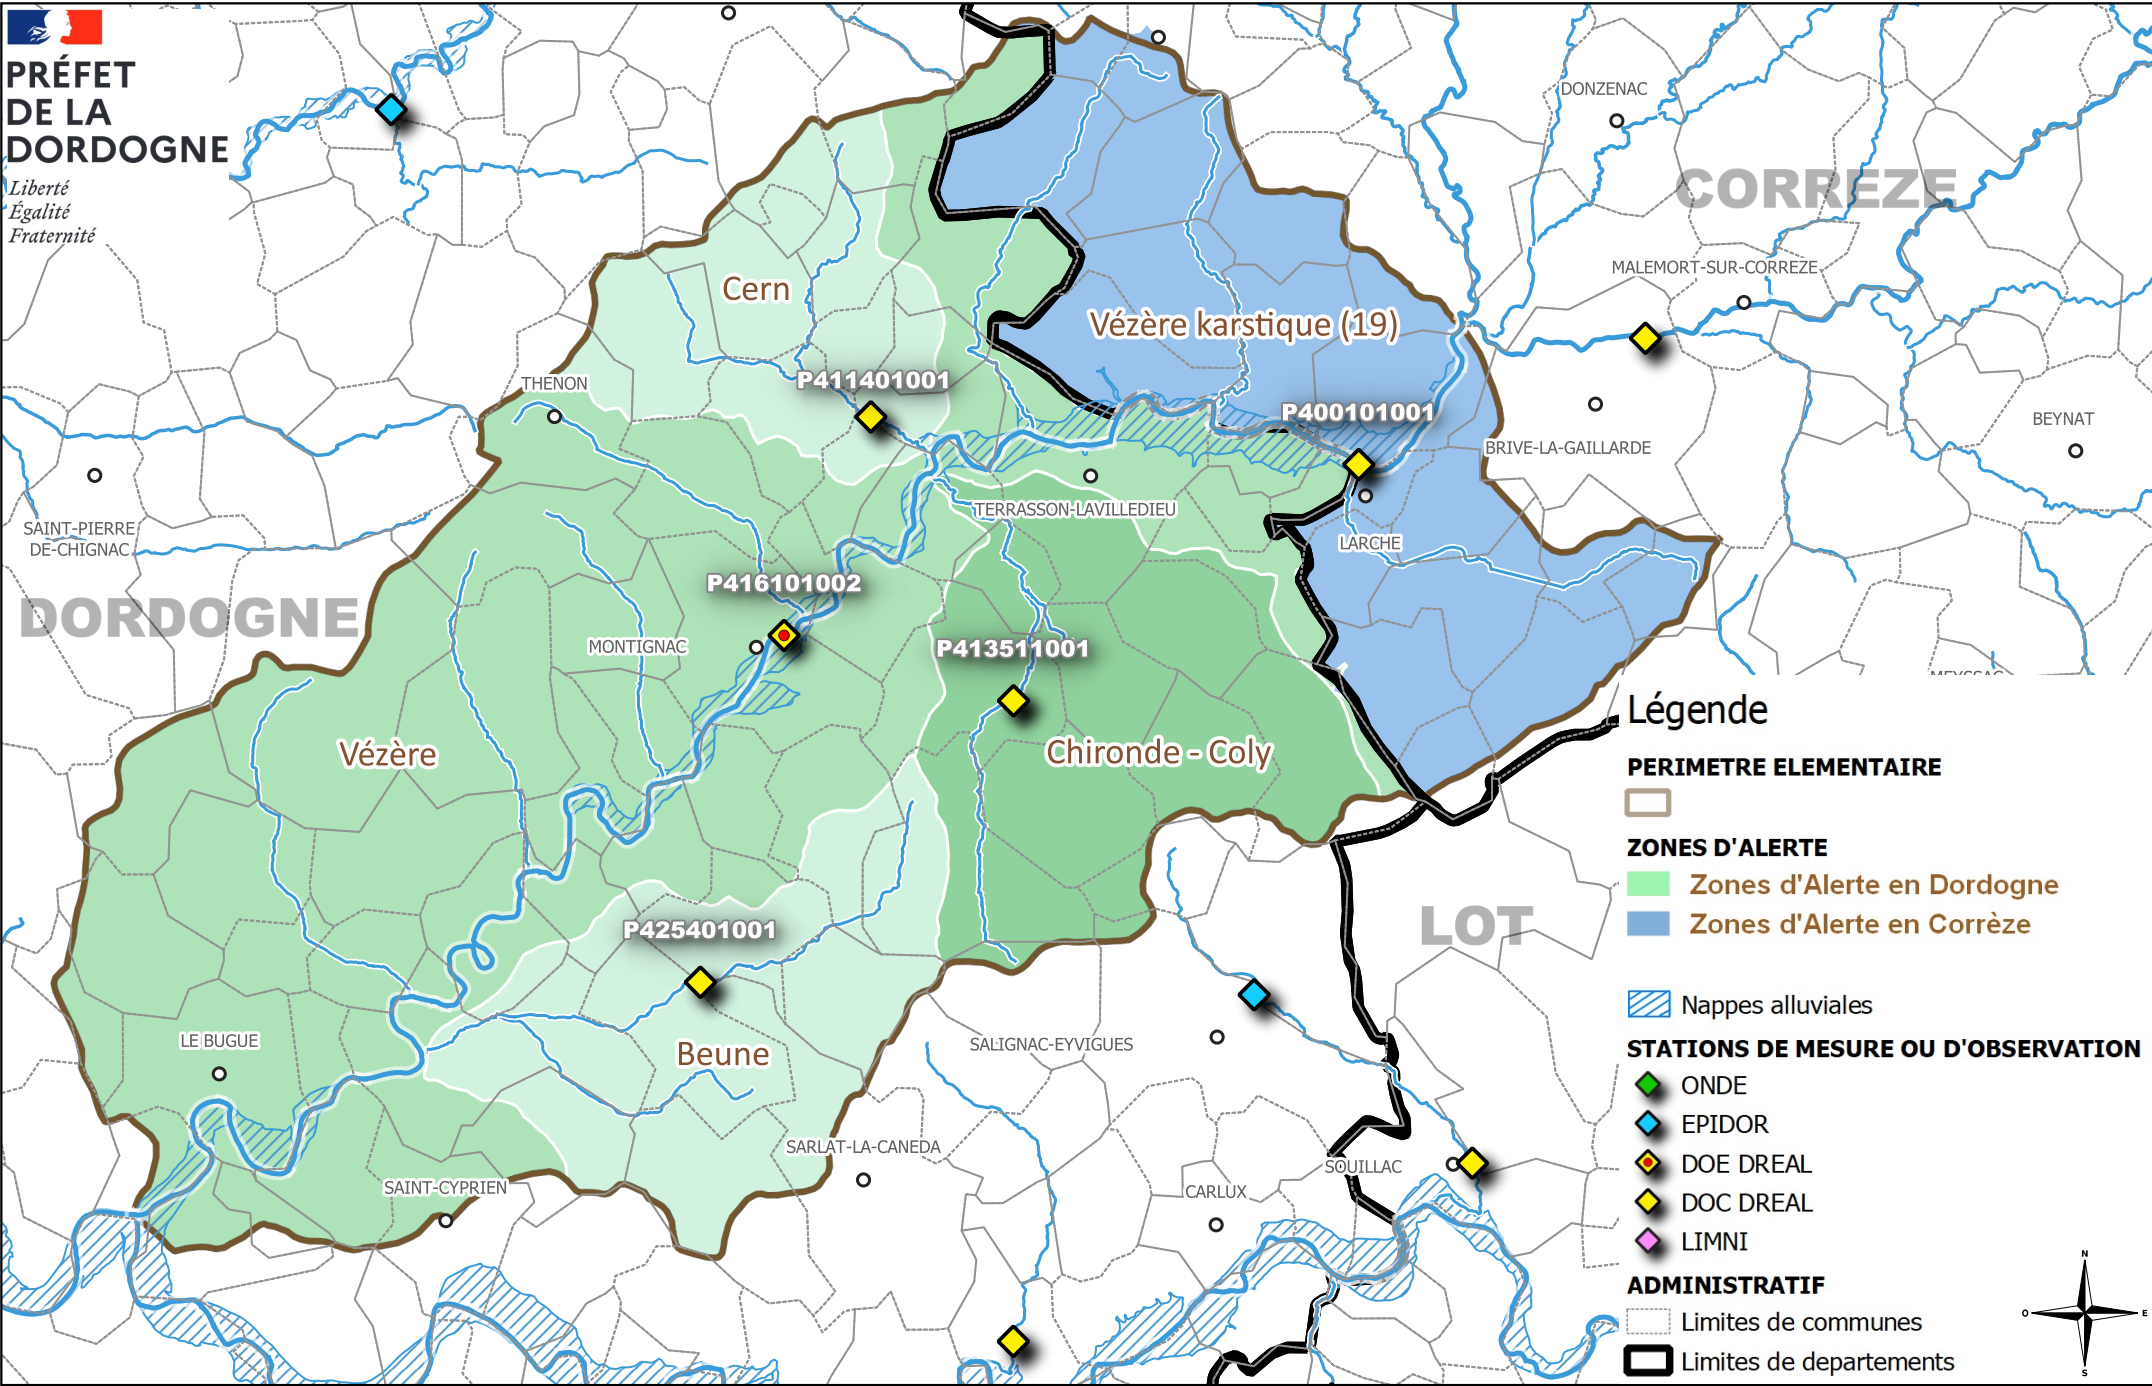 PRÉFET
DE LA
DORDOGNE
Liberté
Égalité
Fraternité
DONZENAC
CORREZE
MALEMORT-SUR-CORREZE
Cern
Vézère karstique (19)
THENON
P411401001
P400101001
BEYNAT
BRIVE-LA-GAILLARDE
SAINT-PIERRE
DE-CHIGNAC
TERRASSON-LAVILLEDIEU
LARCHE
P416101002
DORDOGNE
MONTIGNAC
P413511001
MEYSSAC
Vézère
Chironde - Coly
P425401001
LOT
LE BUGUE
Beune
SALIGNAC-EYVIGUES
SARLAT-LA-CANEDA
SOUILLAC
SAINT-CYPRIEN
CARLUX
Légende
PERIMETRE ELEMENTAIRE
ZONES D'ALERTE
Zones d'Alerte en Dordogne
Zones d'Alerte en Corrèze
Nappes alluviales
STATIONS DE MESURE OU D'OBSERVATION
ONDE
EPIDOR
DOE DREAL
DOC DREAL
LIMNI
ADMINISTRATIF
Limites de communes
Limites de departements
N
O
E
S